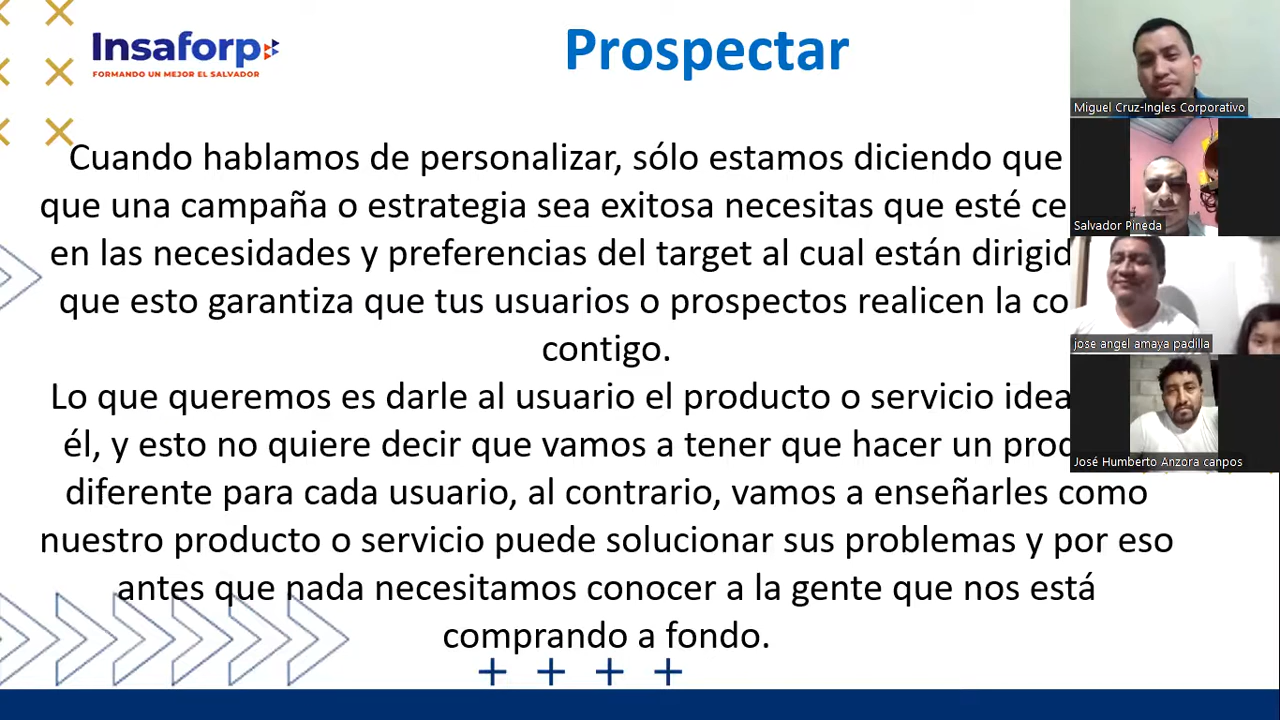 Insaforp
FORMANDO UN MEJOR EL SALVADOR
Prospectar
Cuando hablamos de personalizar, sólo estamos diciendo que
que una campaña o estrategia sea exitosa necesitas que esté ce
en las necesidades y preferencias del target al cual están dirigid
que esto garantiza que tus usuarios o prospectos realicen la co
contigo.
Lo que queremos es darle al usuario el producto o servicio idea
él, y esto no quiere decir que vamos a tener que hacer un prod
diferente para cada usuario, al contrario, vamos a enseñarles como
nuestro producto o servicio puede solucionar sus problemas y por eso
antes que nada necesitamos conocer a la gente que nos está
comprando a fondo.
Miguel Cruz-Ingles Corporativo
Salvador Pineda
jose angel amaya padilla
José Humberto Anzora canpos